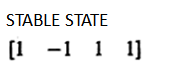 STABLE STATE
[1 -1 1 1]